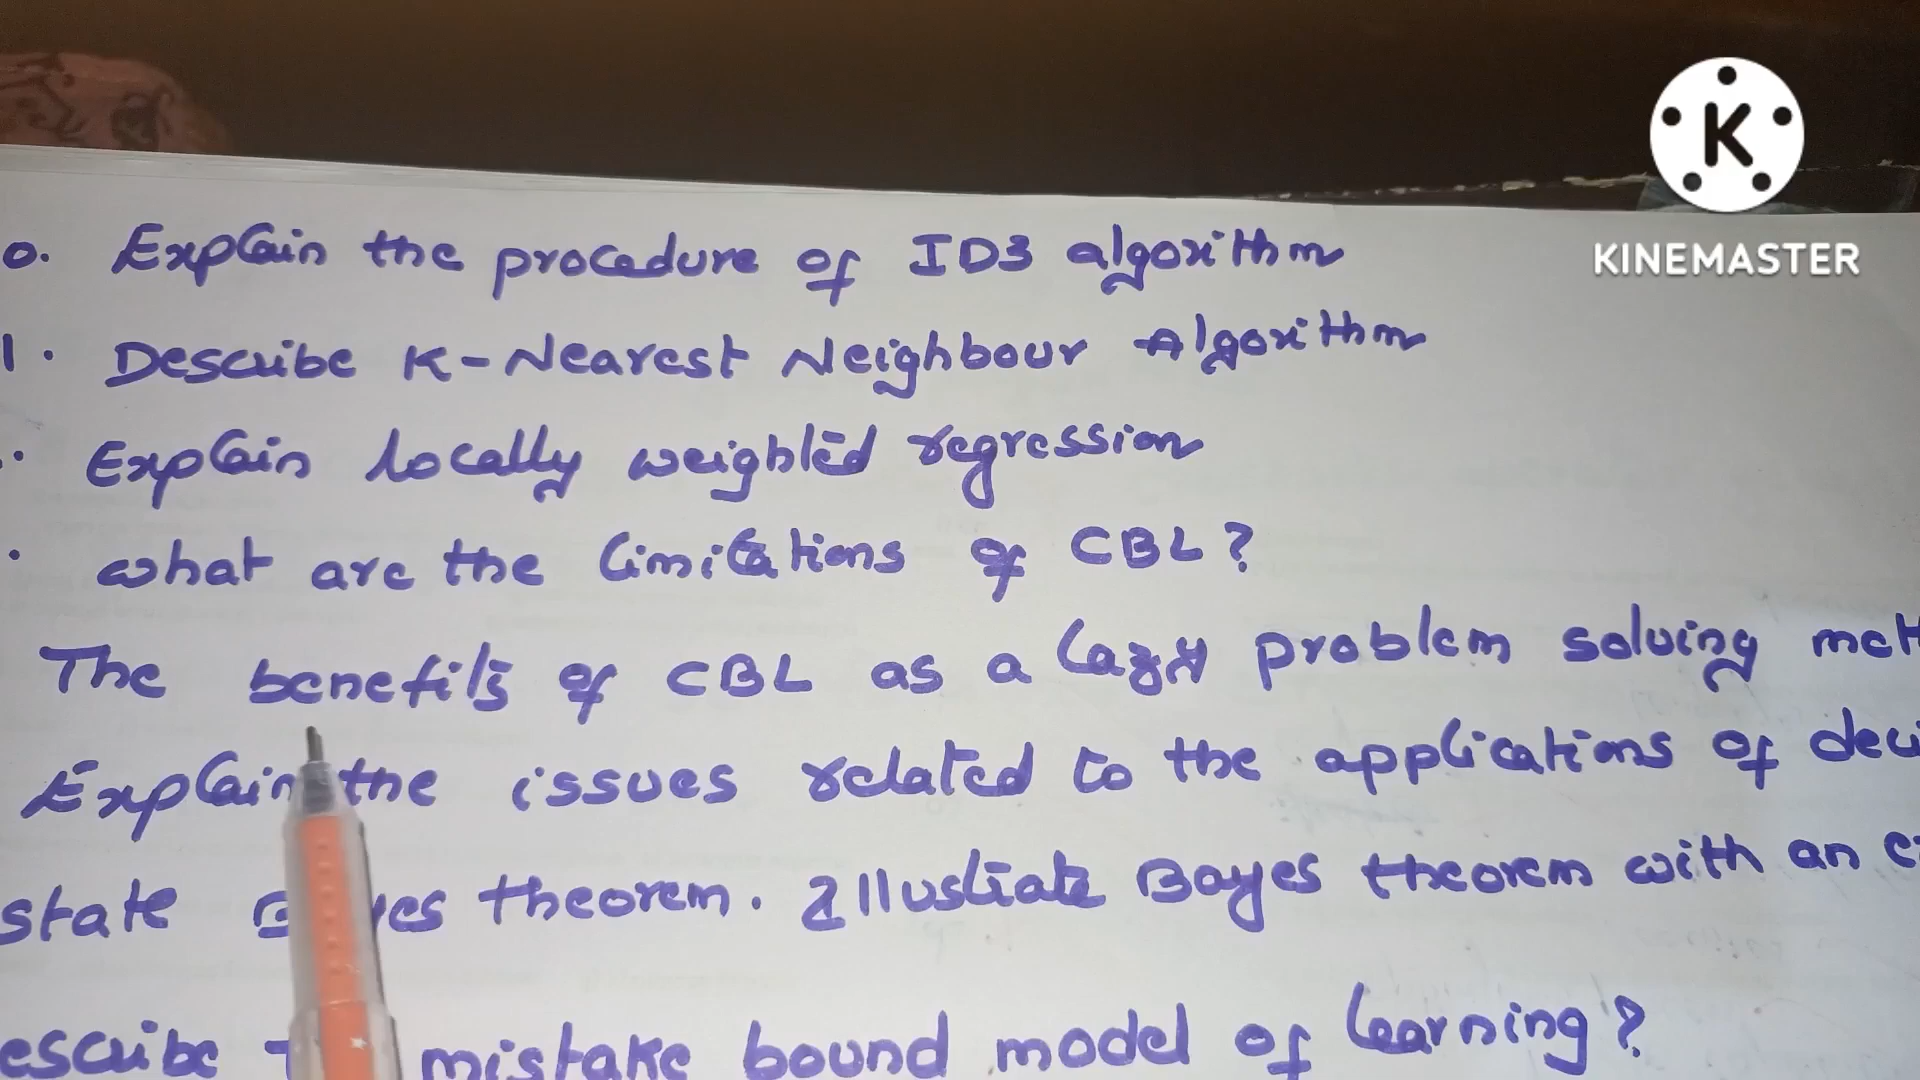 KINEMASTER
0. Explain the procedure of ID3 algorithm
1. Describe K-Nearest Neighbour Algorithm
Explain locally weighted regression
what are the limitations of CBL?
The benefits of CBL as a lazy problem solving
Explain the issues related to the applications of
state theorem. Illustrate Bayes theorem with an
mistake bound model of learning?